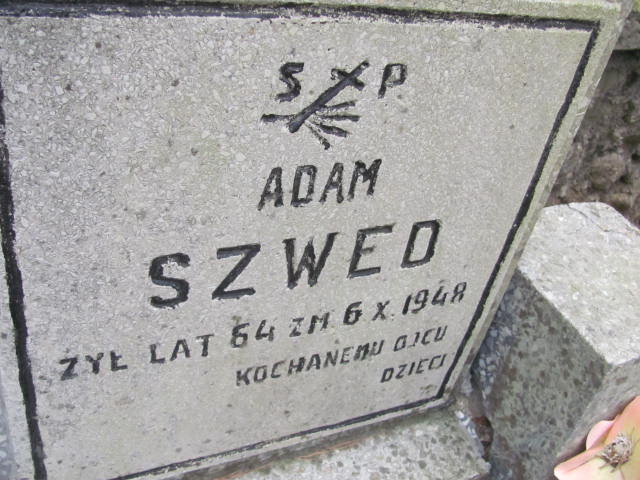 S P
ADAM
SZWED
ŻYŁ LAT 64 ZM 6 X. 1948
KOCHANEMU OJCU
DZIECI